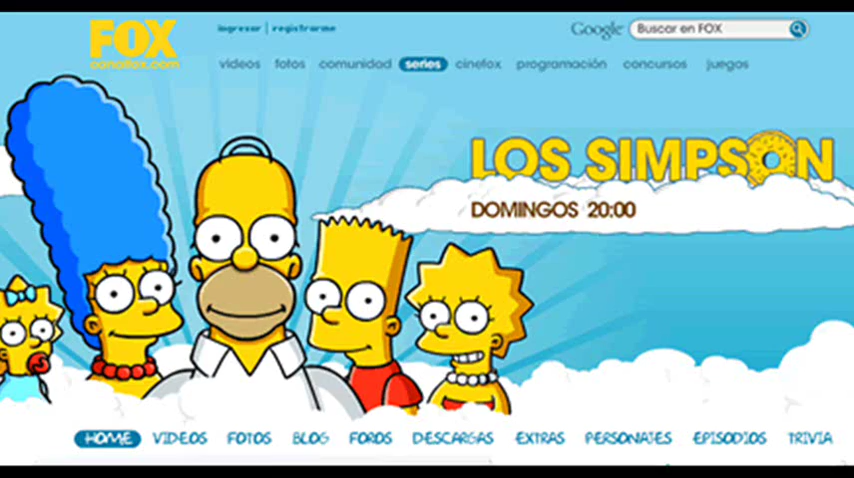 FOX
canalfox.com
ingresar | registrarme
Google Buscar en FOX
videos fotos comunidad series cinefox programación concursos juegos
LOS SIMPSON
DOMINGOS 20:00
HOME VIDEOS FOTOS BLOG FOROS DESCARGAS EXTRAS PERSONAJES EPISODIOS TRIVIA